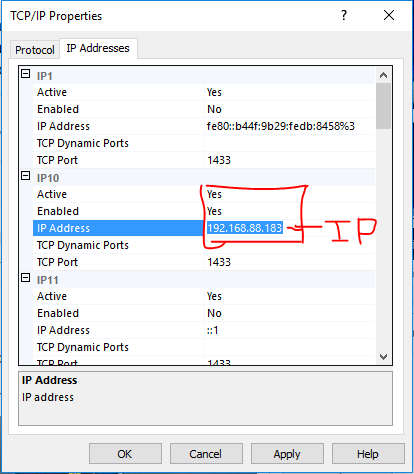 TCP/IP Properties
Protocol IP Addresses
IP1
Active Yes
Enabled No
IP Address fe80::b44f:9b29:fedb:8458%3
TCP Dynamic Ports
TCP Port 1433
IP10
Active Yes
Enabled Yes
IP Address 192.168.88.183 IP
TCP Dynamic Ports
TCP Port 1433
IP11
Active Yes
Enabled No
IP Address ::1
TCP Dynamic Ports
TCP Port 1433
IP Address
IP address
OK Cancel Apply Help